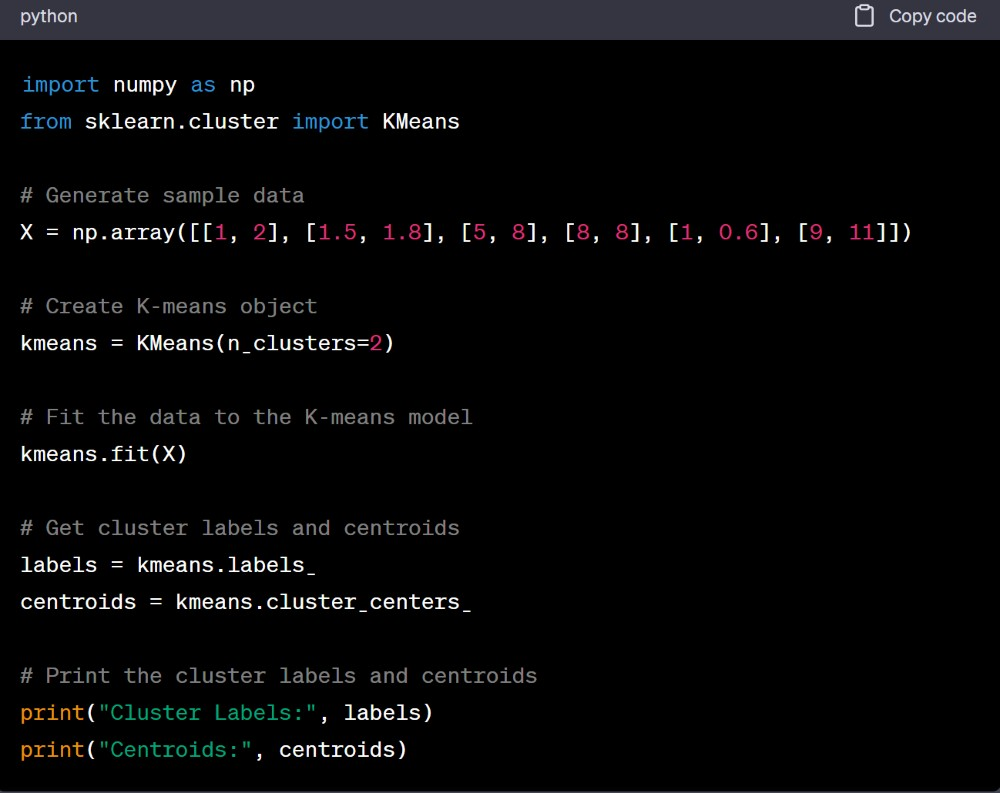 python
Copy code
import numpy as np
from sklearn.cluster import KMeans
# Generate sample data
X = np.array([[1, 2], [1.5, 1.8], [5, 8], [8, 8], [1, 0.6], [9, 11]])
# Create K-means object
kmeans = KMeans(n_clusters=2)
# Fit the data to the K-means model
kmeans.fit(X)
# Get cluster labels and centroids
labels = kmeans.labels_
centroids = kmeans.cluster_centers_
# Print the cluster labels and centroids
print("Cluster Labels:", labels)
print("Centroids:", centroids)